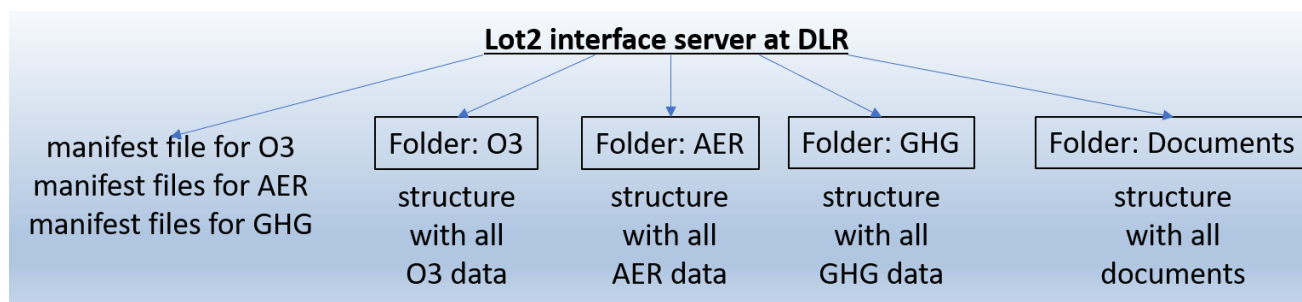 Lot2 interface server at DLR
manifest file for O3
manifest files for AER
manifest files for GHG
Folder: O3
structure
with all
O3 data
Folder: AER
structure
with all
AER data
Folder: GHG
structure
with all
GHG data
Folder: Documents
structure
with all
documents